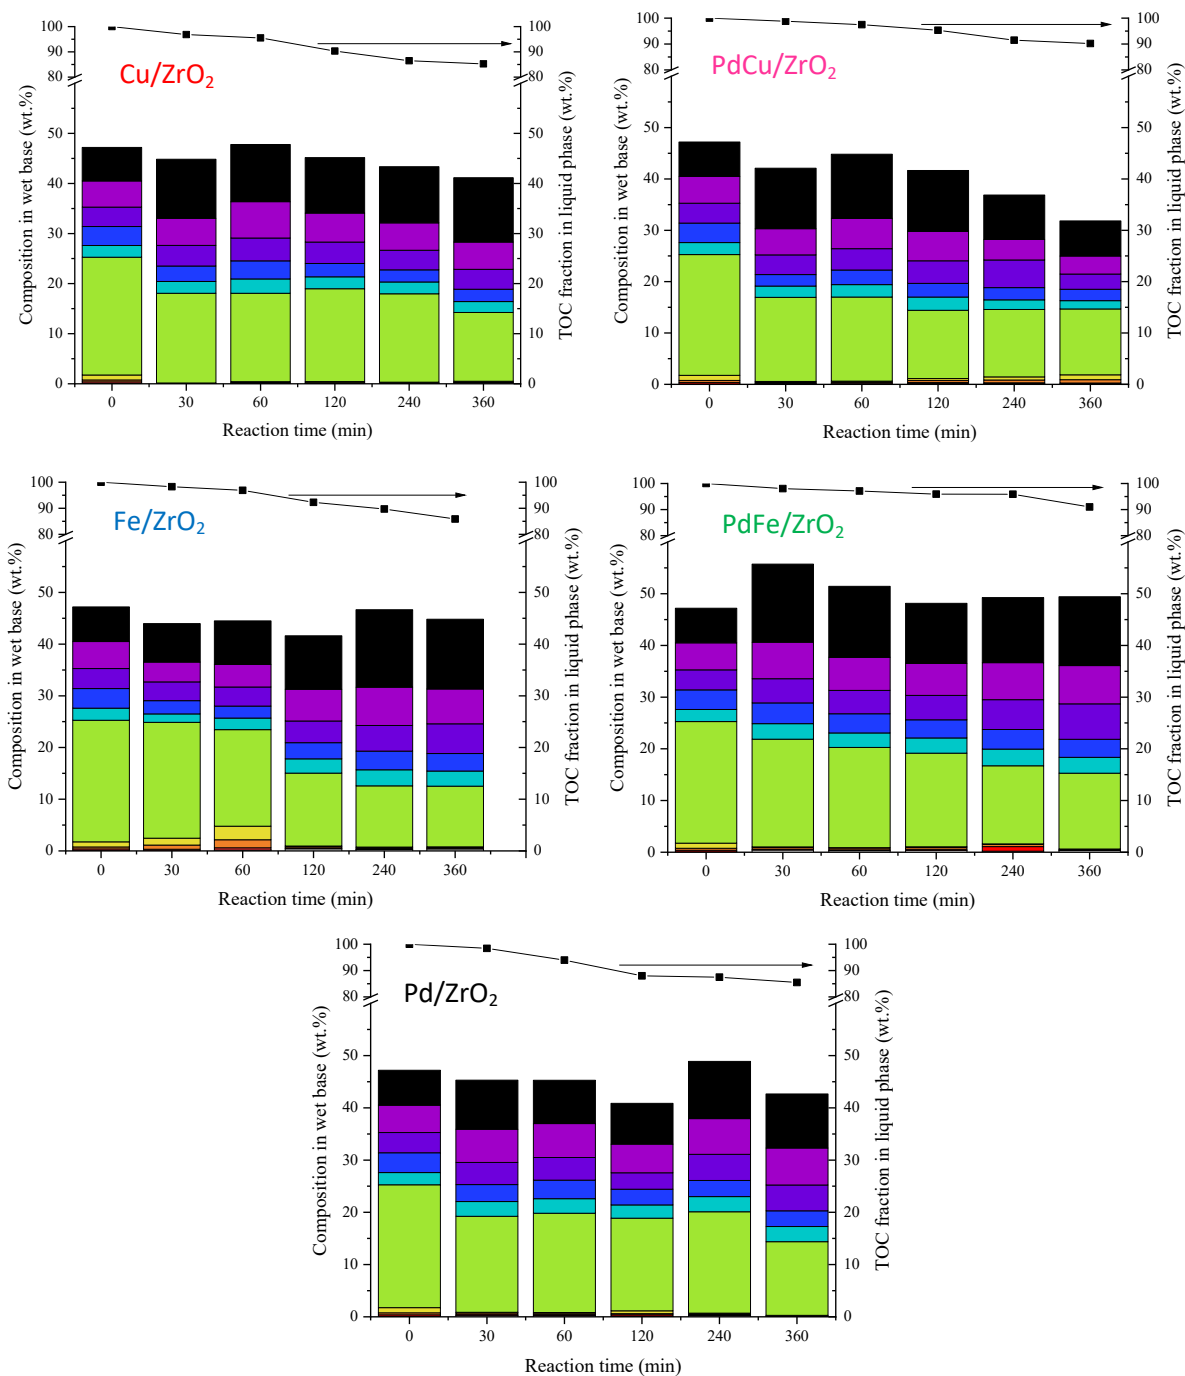 Cu/ZrO₂
Composition in wet base (wt.%)
TOC fraction in liquid phase (wt.%)
100 100
90 90
80 80
50 50
40 40
30 30
20 20
10 10
0 0
0 30 60 120 240 360
Reaction time (min)
PdCu/ZrO₂
Composition in wet base (wt.%)
TOC fraction in liquid phase (wt.%)
100 100
90 90
80 80
50 50
40 40
30 30
20 20
10 10
0 0
0 30 60 120 240 360
Reaction time (min)
Fe/ZrO₂
Composition in wet base (wt.%)
TOC fraction in liquid phase (wt.%)
100 100
90 90
80 80
50 50
40 40
30 30
20 20
10 10
0 0
0 30 60 120 240 360
Reaction time (min)
PdFe/ZrO₂
Composition in wet base (wt.%)
TOC fraction in liquid phase (wt.%)
100 100
90 90
80 80
50 50
40 40
30 30
20 20
10 10
0 0
0 30 60 120 240 360
Reaction time (min)
Pd/ZrO₂
Composition in wet base (wt.%)
TOC fraction in liquid phase (wt.%)
100 100
90 90
80 80
50 50
40 40
30 30
20 20
10 10
0 0
0 30 60 120 240 360
Reaction time (min)